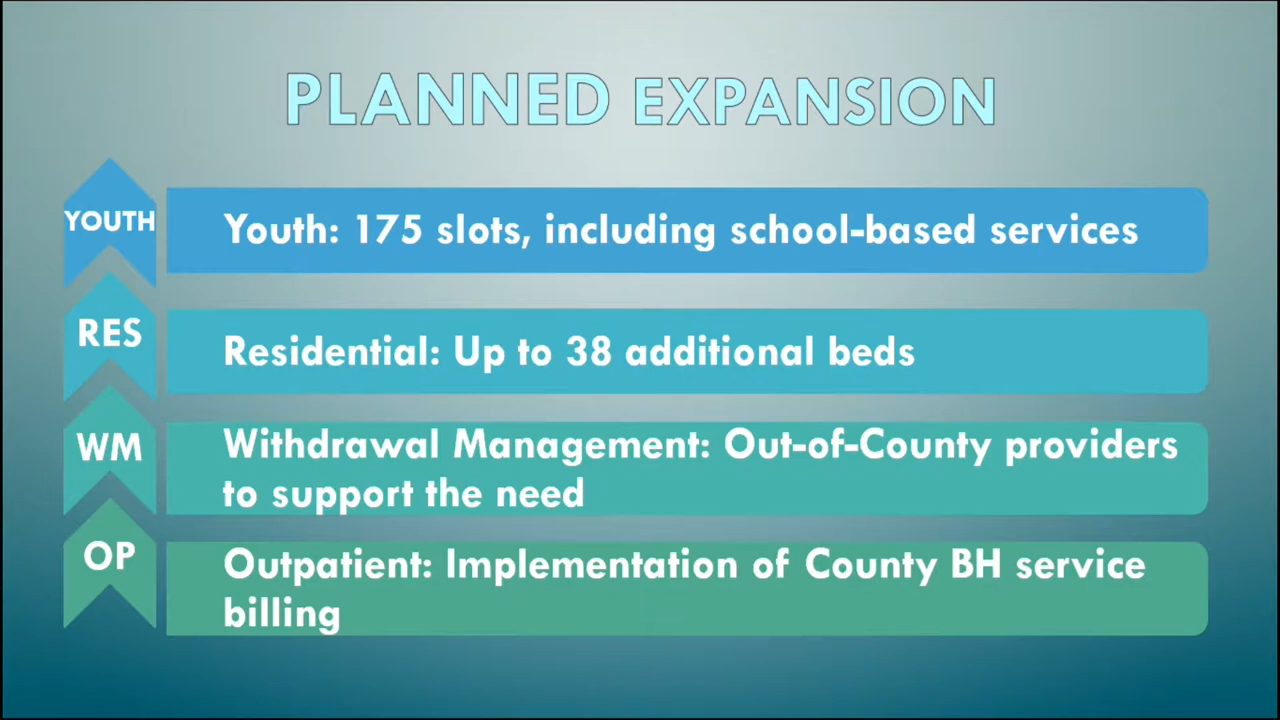 PLANNED EXPANSION
YOUTH
Youth: 175 slots, including school-based services
RES
Residential: Up to 38 additional beds
WM
Withdrawal Management: Out-of-County providers
to support the need
OP
Outpatient: Implementation of County BH service
billing